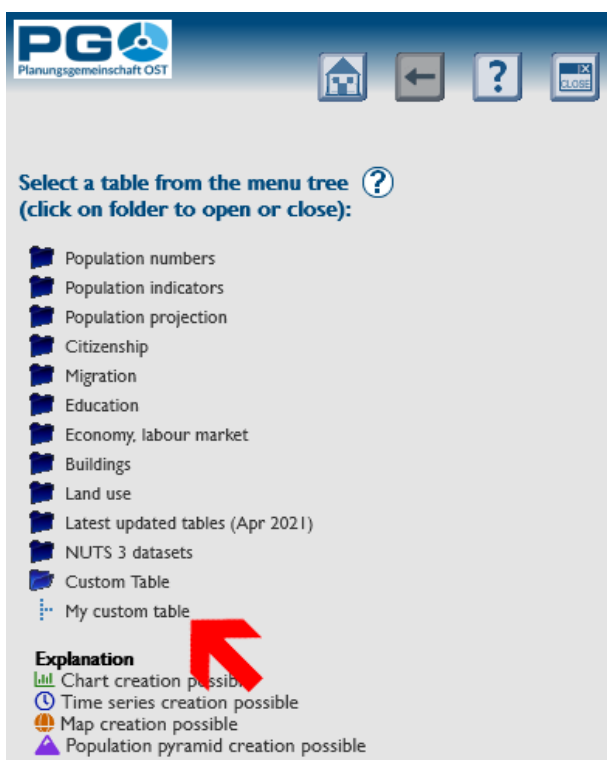 PGO
Planungsgemeinschaft OST
?
X
CLOSE
Select a table from the menu tree ?
(click on folder to open or close):
Population numbers
Population indicators
Population projection
Citizenship
Migration
Education
Economy, labour market
Buildings
Land use
Latest updated tables (Apr 2021)
NUTS 3 datasets
Custom Table
My custom table
Explanation
Chart creation possible
Time series creation possible
Map creation possible
Population pyramid creation possible